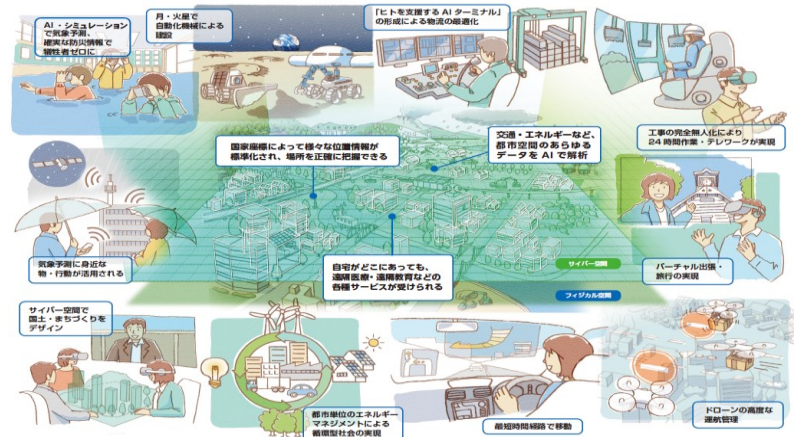 AI・シミュレーション
で気象予測、
確実な防災情報で
犠牲者ゼロに
月・火星で
自動化機械による
建設
「ヒトを支援するAIターミナル」
の形成による物流の最適化
工事の完全無人化により
24時間作業・テレワークが実現
国家座標によって様々な位置情報が
標準化され、場所を正確に把握できる
交通・エネルギーなど、
都市空間のあらゆる
データをAIで解析
気象予測に身近な
物・行動が活用される
自宅がどこにあっても、
遠隔医療・遠隔教育などの
各種サービスが受けられる
サイバー空間
フィジカル空間
バーチャル出張・
旅行の実現
サイバー空間で
国土・まちづくりを
デザイン
都市単位のエネルギー
マネジメントによる
循環型社会の実現
最短時間経路で移動
ドローンの高度な
運航管理